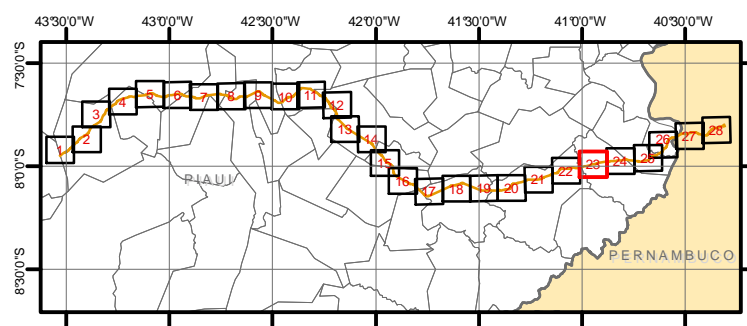 43°30'0"W 43°0'0"W 42°30'0"W 42°0'0"W 41°30'0"W 41°0'0"W 40°30'0"W
7°30'0"S
8°0'0"S
8°30'0"S
1 2 3 4 5 6 7 8 9 10 11 12 13 14 15 16 17 18 19 20 21 22 23 24 25 26 27 28
PIAUI
PERNAMBUCO